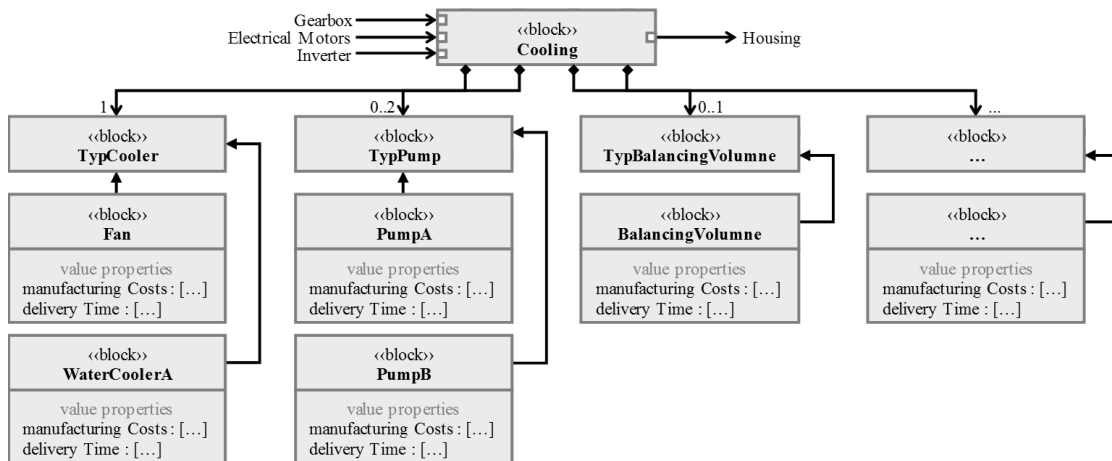 Gearbox
Electrical Motors
Inverter
‹‹block››
Cooling
Housing
1
0..2
0..1
...
‹‹block››
TypCooler
‹‹block››
TypPump
‹‹block››
TypBalancingVolumne
‹‹block››
...
‹‹block››
Fan
value properties
manufacturing Costs : [...]
delivery Time : [...]
‹‹block››
PumpA
value properties
manufacturing Costs : [...]
delivery Time : [...]
‹‹block››
BalancingVolumne
value properties
manufacturing Costs : [...]
delivery Time : [...]
‹‹block››
...
value properties
manufacturing Costs : [...]
delivery Time : [...]
‹‹block››
WaterCoolerA
value properties
manufacturing Costs : [...]
delivery Time : [...]
‹‹block››
PumpB
value properties
manufacturing Costs : [...]
delivery Time : [...]